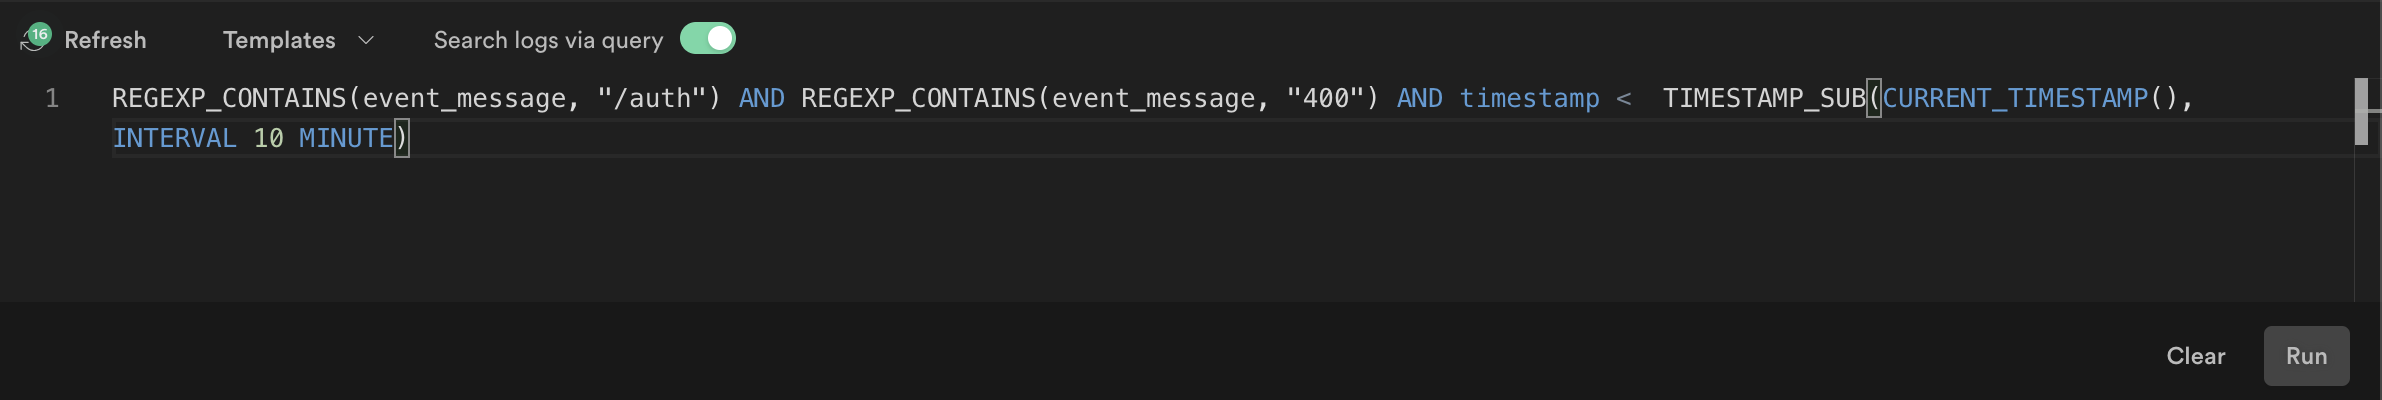 16 Refresh Templates Search logs via query
1 REGEXP_CONTAINS(event_message, "/auth") AND REGEXP_CONTAINS(event_message, "400") AND timestamp <  TIMESTAMP_SUB(CURRENT_TIMESTAMP(),
INTERVAL 10 MINUTE)
Clear Run